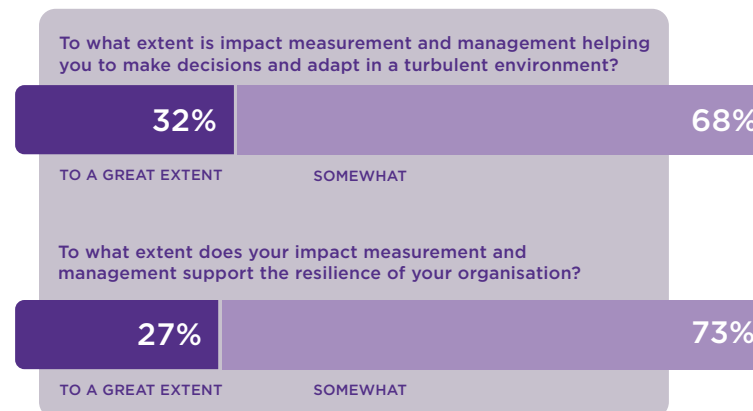 To what extent is impact measurement and management helping
you to make decisions and adapt in a turbulent environment?
32% 68%
TO A GREAT EXTENT SOMEWHAT
To what extent does your impact measurement and
management support the resilience of your organisation?
27% 73%
TO A GREAT EXTENT SOMEWHAT